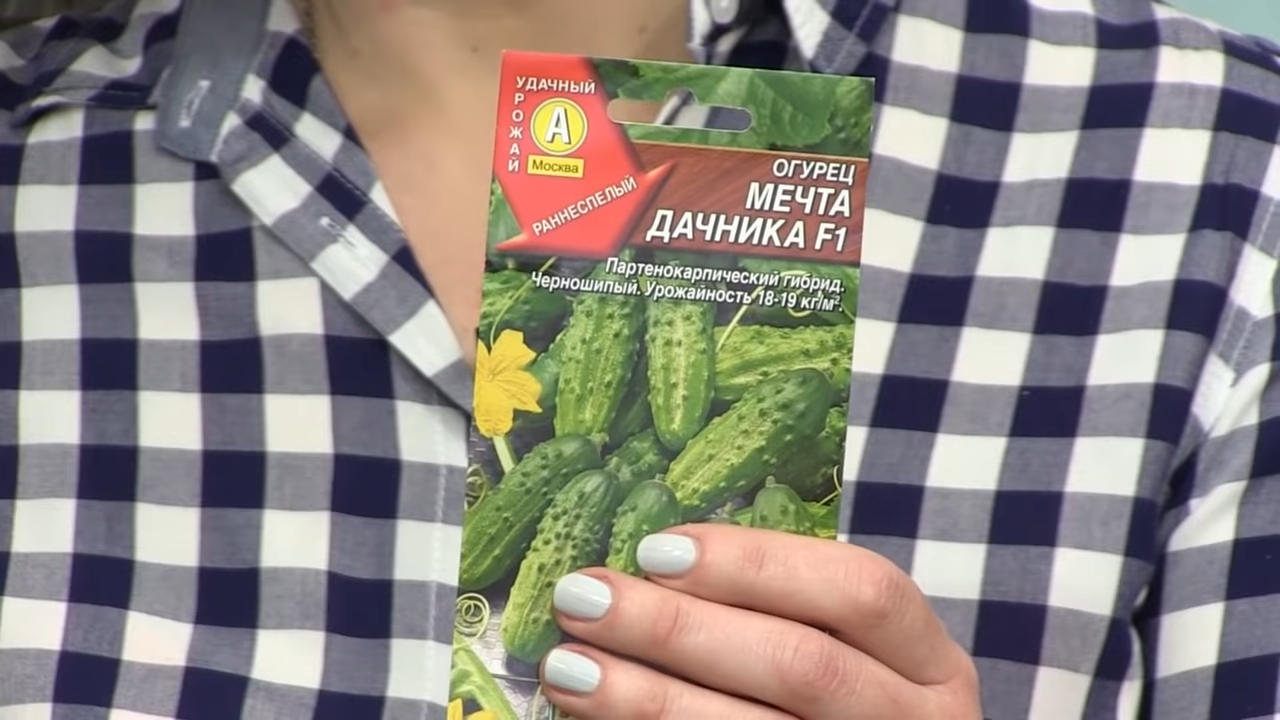 УДАЧНЫЙ
УРОЖАЙ
А
Москва
РАННЕСПЕЛЫЙ
ОГУРЕЦ
МЕЧТА
ДАЧНИКА F1
Партенокарпический гибрид.
Черношипый. Урожайность 18-19 кг/м².